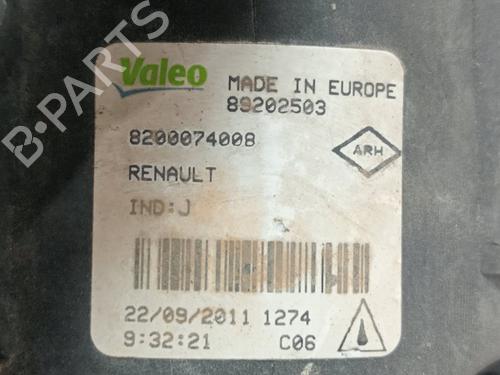 B-PARTS
Valeo
MADE IN EUROPE
89202503
8200074008
ARH
RENAULT
IND:J
22/09/2011 1274
9:32:21 C06